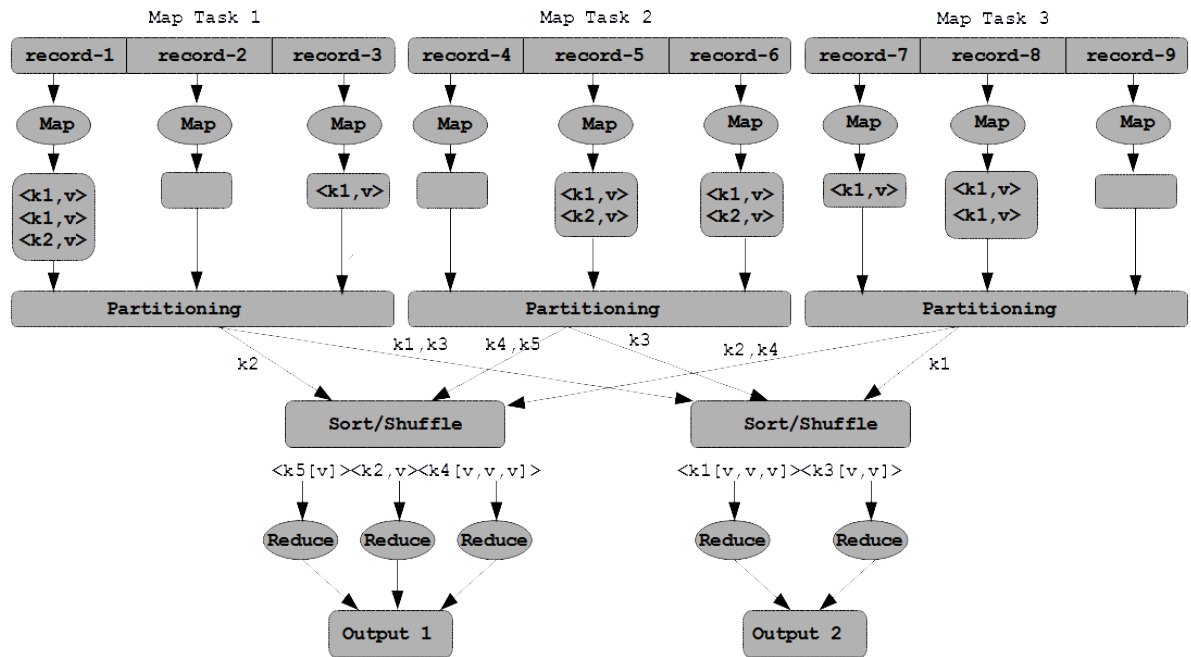 Map Task 1 Map Task 2 Map Task 3
record-1 record-2 record-3 record-4 record-5 record-6 record-7 record-8 record-9
Map Map Map Map Map Map Map Map Map
<k1,v> <k1,v> <k1,v> <k1,v> <k1,v> <k1,v>
<k1,v> <k2,v> <k2,v> <k1,v>
<k2,v>
Partitioning Partitioning Partitioning
k2 k1,k3 k4,k5 k3 k2,k4 k1
Sort/Shuffle Sort/Shuffle
<k5[v]><k2,v><k4[v,v,v]> <k1[v,v,v]><k3[v,v]>
Reduce Reduce Reduce Reduce Reduce
Output 1 Output 2